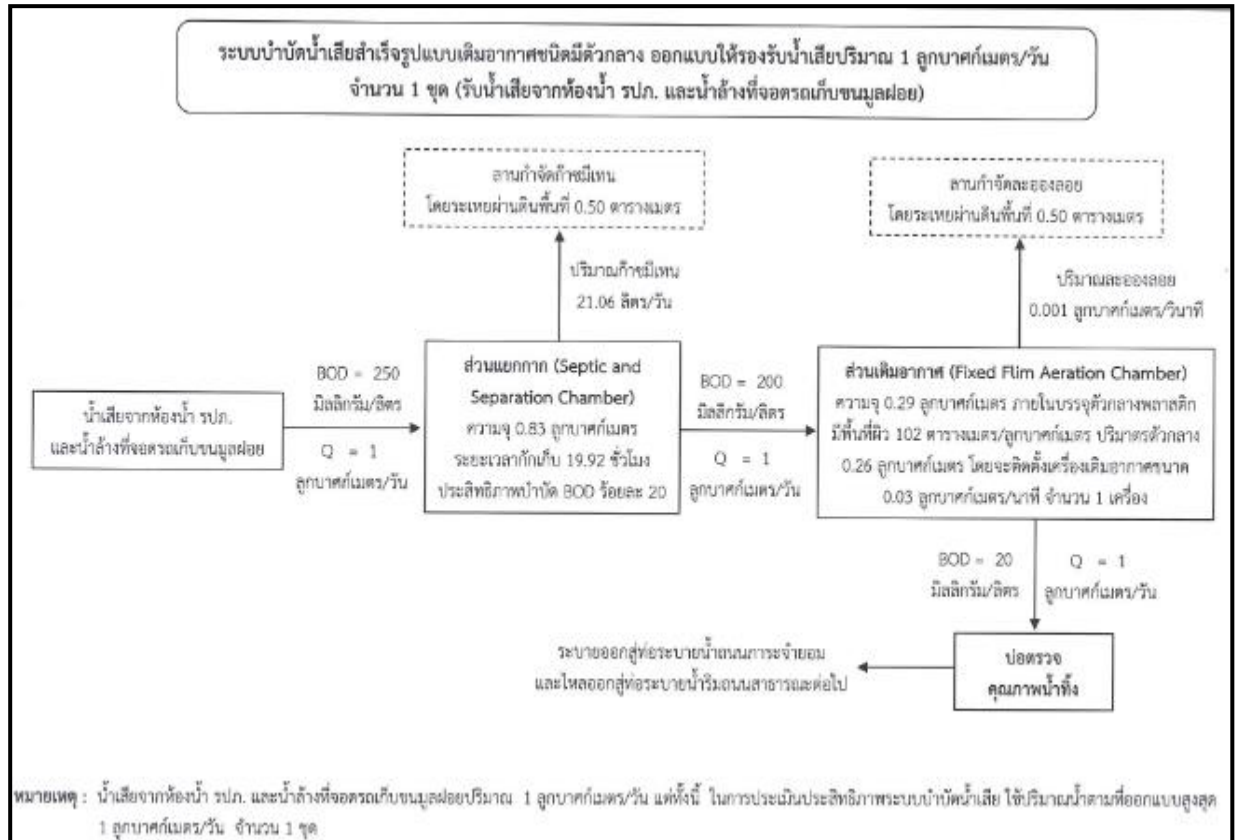 ระบบบำบัดน้ำเสียสำเร็จรูปแบบเติมอากาศชนิดมีตัวกลาง ออกแบบให้รองรับน้ำเสียปริมาณ 1 ลูกบาศก์เมตร/วัน
จำนวน 1 ชุด (รับน้ำเสียจากห้องน้ำ รปภ. และน้ำล้างที่จอดรถเก็บขนมูลฝอย)
ลานกำจัดก๊าซมีเทน
โดยระเหยผ่านดินพื้นที่ 0.50 ตารางเมตร
ลานกำจัดละอองลอย
โดยระเหยผ่านดินพื้นที่ 0.50 ตารางเมตร
ปริมาณก๊าซมีเทน
21.06 ลิตร/วัน
ปริมาณละอองลอย
0.001 ลูกบาศก์เมตร/วินาที
น้ำเสียจากห้องน้ำ รปภ.
และน้ำล้างที่จอดรถเก็บขนมูลฝอย
BOD = 250
มิลลิกรัม/ลิตร
Q = 1
ลูกบาศก์เมตร/วัน
ส่วนแยกกาก (Septic and
Separation Chamber)
ความจุ 0.83 ลูกบาศก์เมตร
ระยะเวลากักเก็บ 19.92 ชั่วโมง
ประสิทธิภาพบำบัด BOD ร้อยละ 20
BOD = 200
มิลลิกรัม/ลิตร
Q = 1
ลูกบาศก์เมตร/วัน
ส่วนเติมอากาศ (Fixed Flim Aeration Chamber)
ความจุ 0.29 ลูกบาศก์เมตร ภายในบรรจุตัวกลางพลาสติก
มีพื้นที่ผิว 102 ตารางเมตร/ลูกบาศก์เมตร ปริมาตรตัวกลาง
0.26 ลูกบาศก์เมตร โดยจะติดตั้งเครื่องเติมอากาศขนาด
0.03 ลูกบาศก์เมตร/นาที จำนวน 1 เครื่อง
BOD = 20
มิลลิกรัม/ลิตร
Q = 1
ลูกบาศก์เมตร/วัน
บ่อตรวจ
คุณภาพน้ำทิ้ง
ระบายออกสู่ท่อระบายน้ำถนนภาระจำยอม
และไหลออกสู่ท่อระบายน้ำริมถนนสาธารณะต่อไป
หมายเหตุ : น้ำเสียจากห้องน้ำ รปภ. และน้ำล้างที่จอดรถเก็บขนมูลฝอยปริมาณ 1 ลูกบาศก์เมตร/วัน แต่ทั้งนี้ ในการประเมินประสิทธิภาพระบบบำบัดน้ำเสีย ใช้ปริมาณน้ำตามที่ออกแบบสูงสุด
1 ลูกบาศก์เมตร/วัน จำนวน 1 ชุด